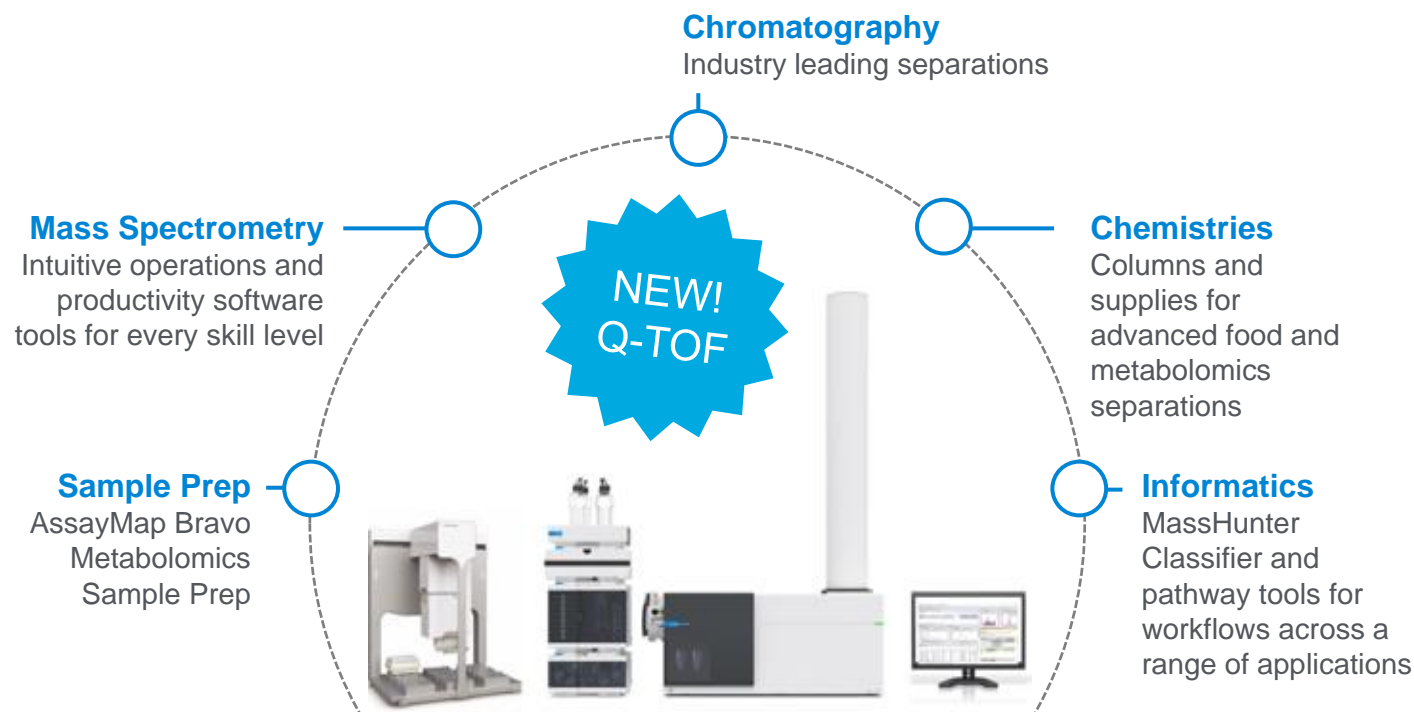 Chromatography
Industry leading separations
Mass Spectrometry
Intuitive operations and
productivity software
tools for every skill level
NEW!
Q-TOF
Chemistries
Columns and
supplies for
advanced food and
metabolomics
separations
Sample Prep
AssayMap Bravo
Metabolomics
Sample Prep
Informatics
MassHunter
Classifier and
pathway tools for
workflows across a
range of applications